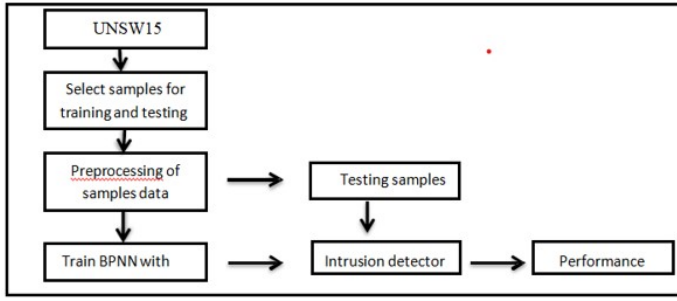 UNSW15
Select samples for
training and testing
Preprocessing of
samples data
Testing samples
Train BPNN with
Intrusion detector
Performance